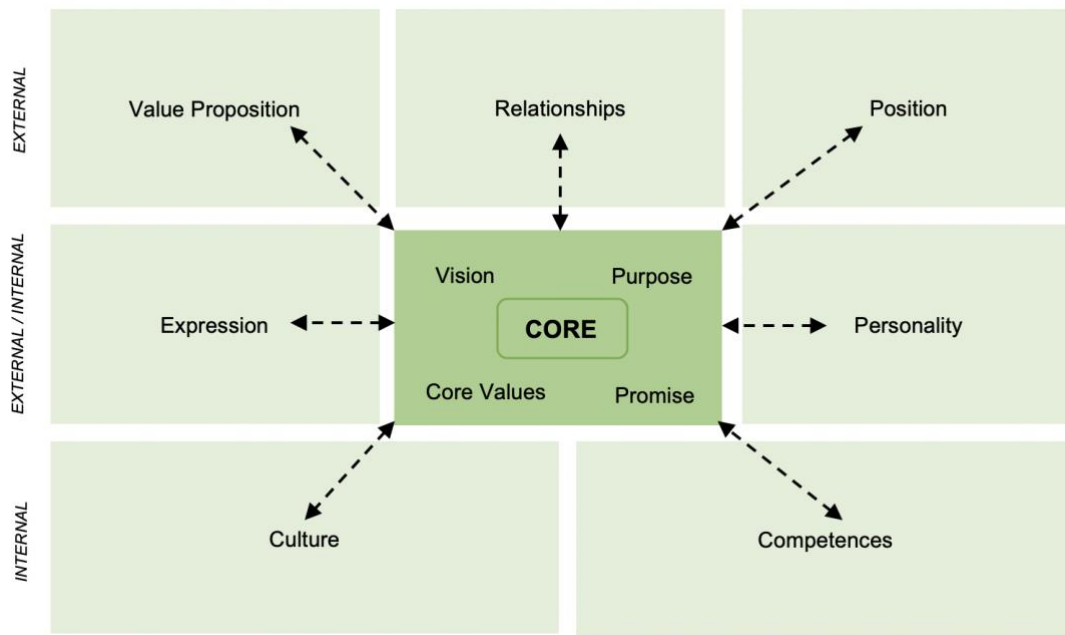 EXTERNAL
Value Proposition
Relationships
Position
EXTERNAL / INTERNAL
Expression
Vision
Purpose
CORE
Core Values
Promise
Personality
INTERNAL
Culture
Competences